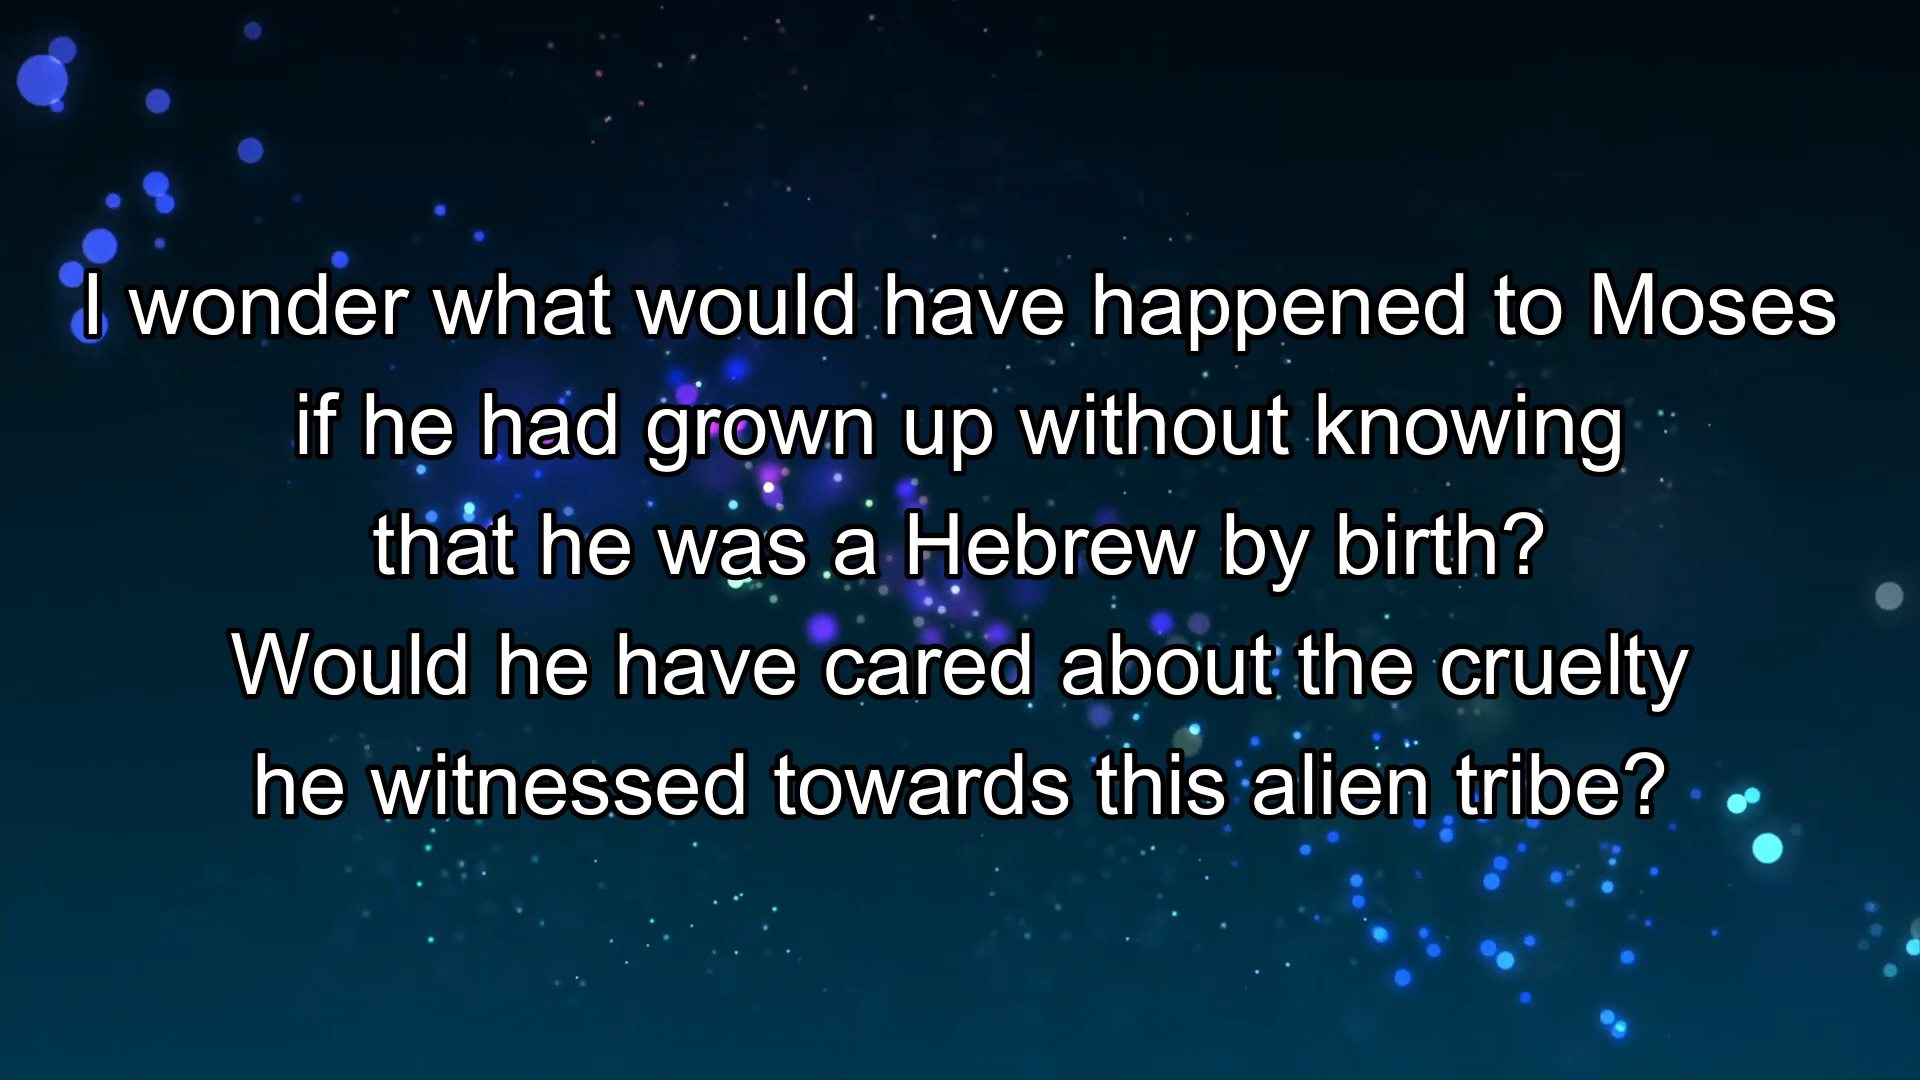 I wonder what would have happened to Moses
if he had grown up without knowing
that he was a Hebrew by birth?
Would he have cared about the cruelty
he witnessed towards this alien tribe?